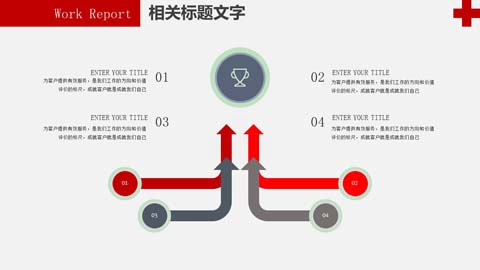 Work Report
相关标题文字
ENTER YOUR TITLE
为客户提供有效服务，是我们工作的方向和价值
评价的标尺，成就客户就是成就我们自己
01
02
ENTER YOUR TITLE
为客户提供有效服务，是我们工作的方向和价值
评价的标尺，成就客户就是成就我们自己
ENTER YOUR TITLE
为客户提供有效服务，是我们工作的方向和价值
评价的标尺，成就客户就是成就我们自己
03
04
ENTER YOUR TITLE
为客户提供有效服务，是我们工作的方向和价值
评价的标尺，成就客户就是成就我们自己
01
02
03
04